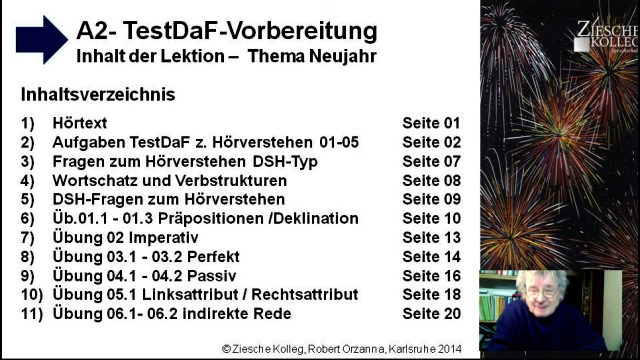 A2- TestDaF-Vorbereitung
Inhalt der Lektion – Thema Neujahr
ZIESCHE
KOLLEG
Inhaltsverzeichnis
1) Hörtext Seite 01
2) Aufgaben TestDaF z. Hörverstehen 01-05 Seite 02
3) Fragen zum Hörverstehen DSH-Typ Seite 07
4) Wortschatz und Verbstrukturen Seite 08
5) DSH-Fragen zum Hörverstehen Seite 09
6) Üb.01.1 - 01.3 Präpositionen /Deklination Seite 10
7) Übung 02 Imperativ Seite 13
8) Übung 03.1 - 03.2 Perfekt Seite 14
9) Übung 04.1 - 04.2 Passiv Seite 16
10) Übung 05.1 Linksattribut / Rechtsattribut Seite 18
11) Übung 06.1- 06.2 indirekte Rede Seite 20
©Ziesche Kolleg, Robert Orzanna, Karlsruhe 2014